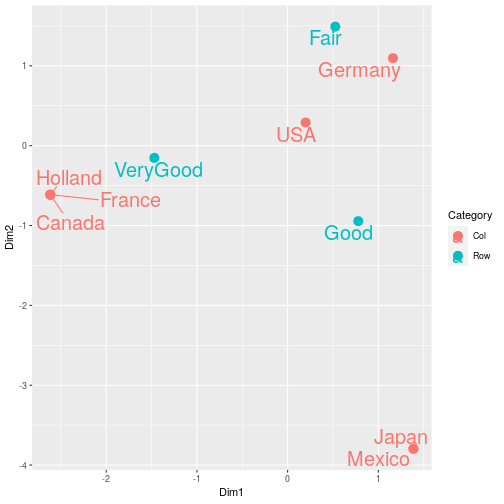 Fair
Germany
USA
Holland
VeryGood
France
Canada
Good
Japan
Mexico
1
0
-1
-2
-3
-4
-2
-1
0
1
Dim2
Dim1
Category
Col
Row